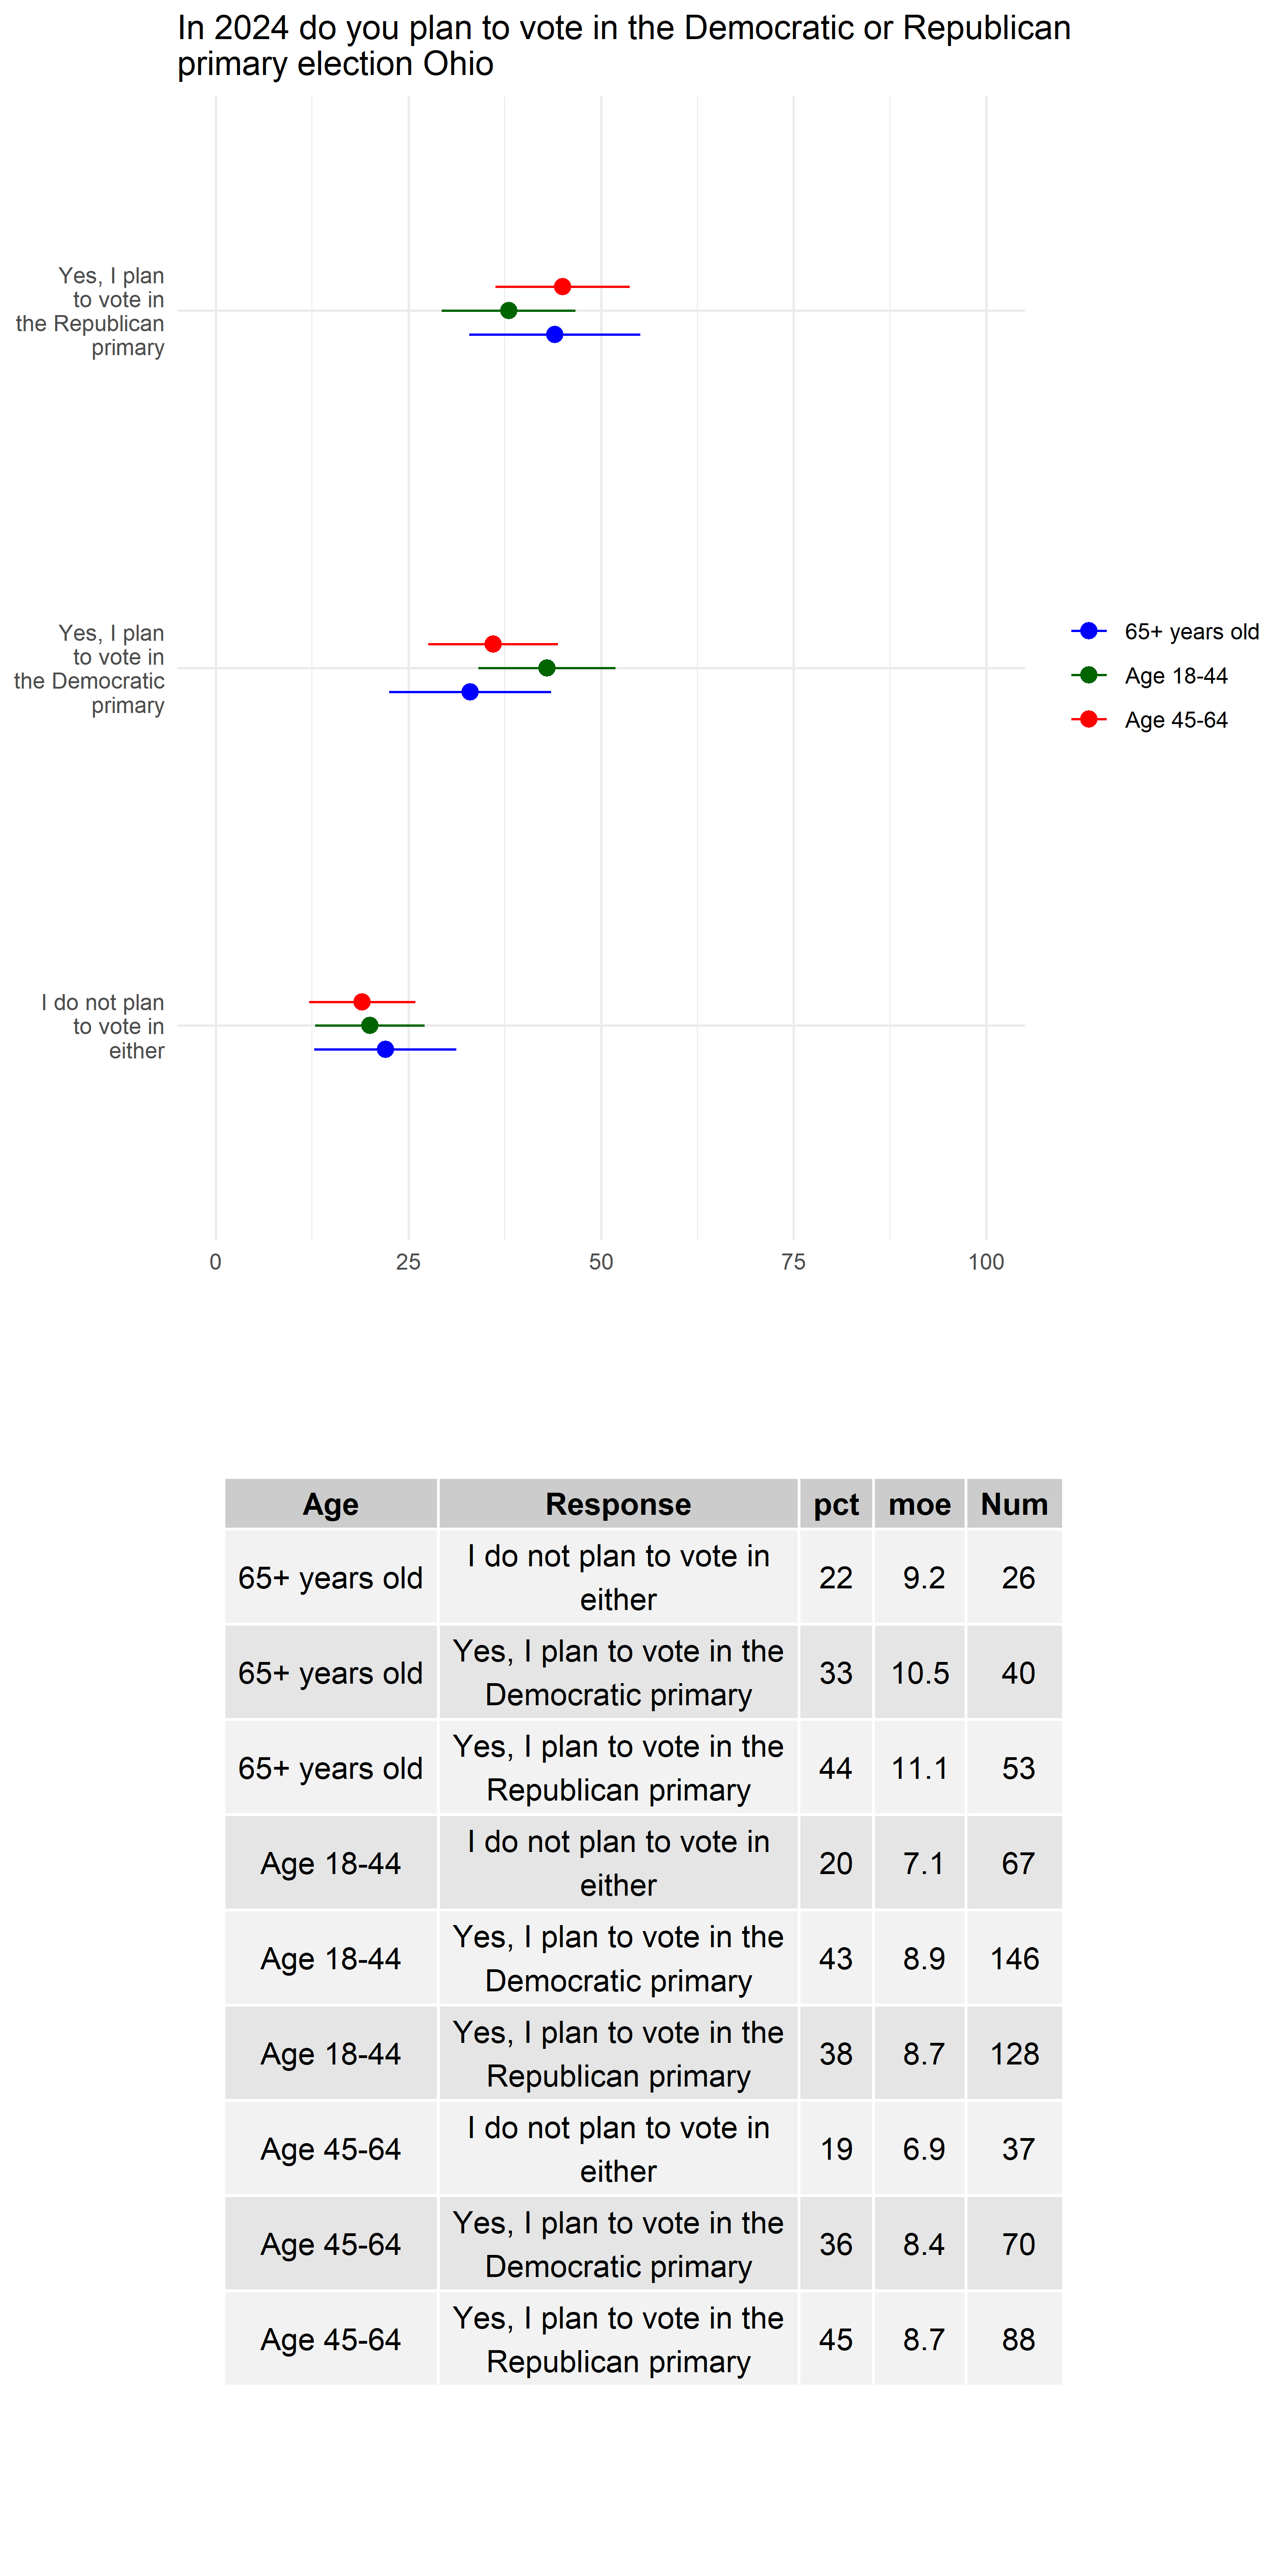 In 2024 do you plan to vote in the Democratic or Republican
primary election Ohio
Yes, I plan
to vote in
the Republican
primary
Yes, I plan
to vote in
the Democratic
primary
I do not plan
to vote in
either
0 25 50 75 100
65+ years old
Age 18-44
Age 45-64
Age Response pct moe Num
65+ years old I do not plan to vote in either 22 9.2 26
65+ years old Yes, I plan to vote in the Democratic primary 33 10.5 40
65+ years old Yes, I plan to vote in the Republican primary 44 11.1 53
Age 18-44 I do not plan to vote in either 20 7.1 67
Age 18-44 Yes, I plan to vote in the Democratic primary 43 8.9 146
Age 18-44 Yes, I plan to vote in the Republican primary 38 8.7 128
Age 45-64 I do not plan to vote in either 19 6.9 37
Age 45-64 Yes, I plan to vote in the Democratic primary 36 8.4 70
Age 45-64 Yes, I plan to vote in the Republican primary 45 8.7 88